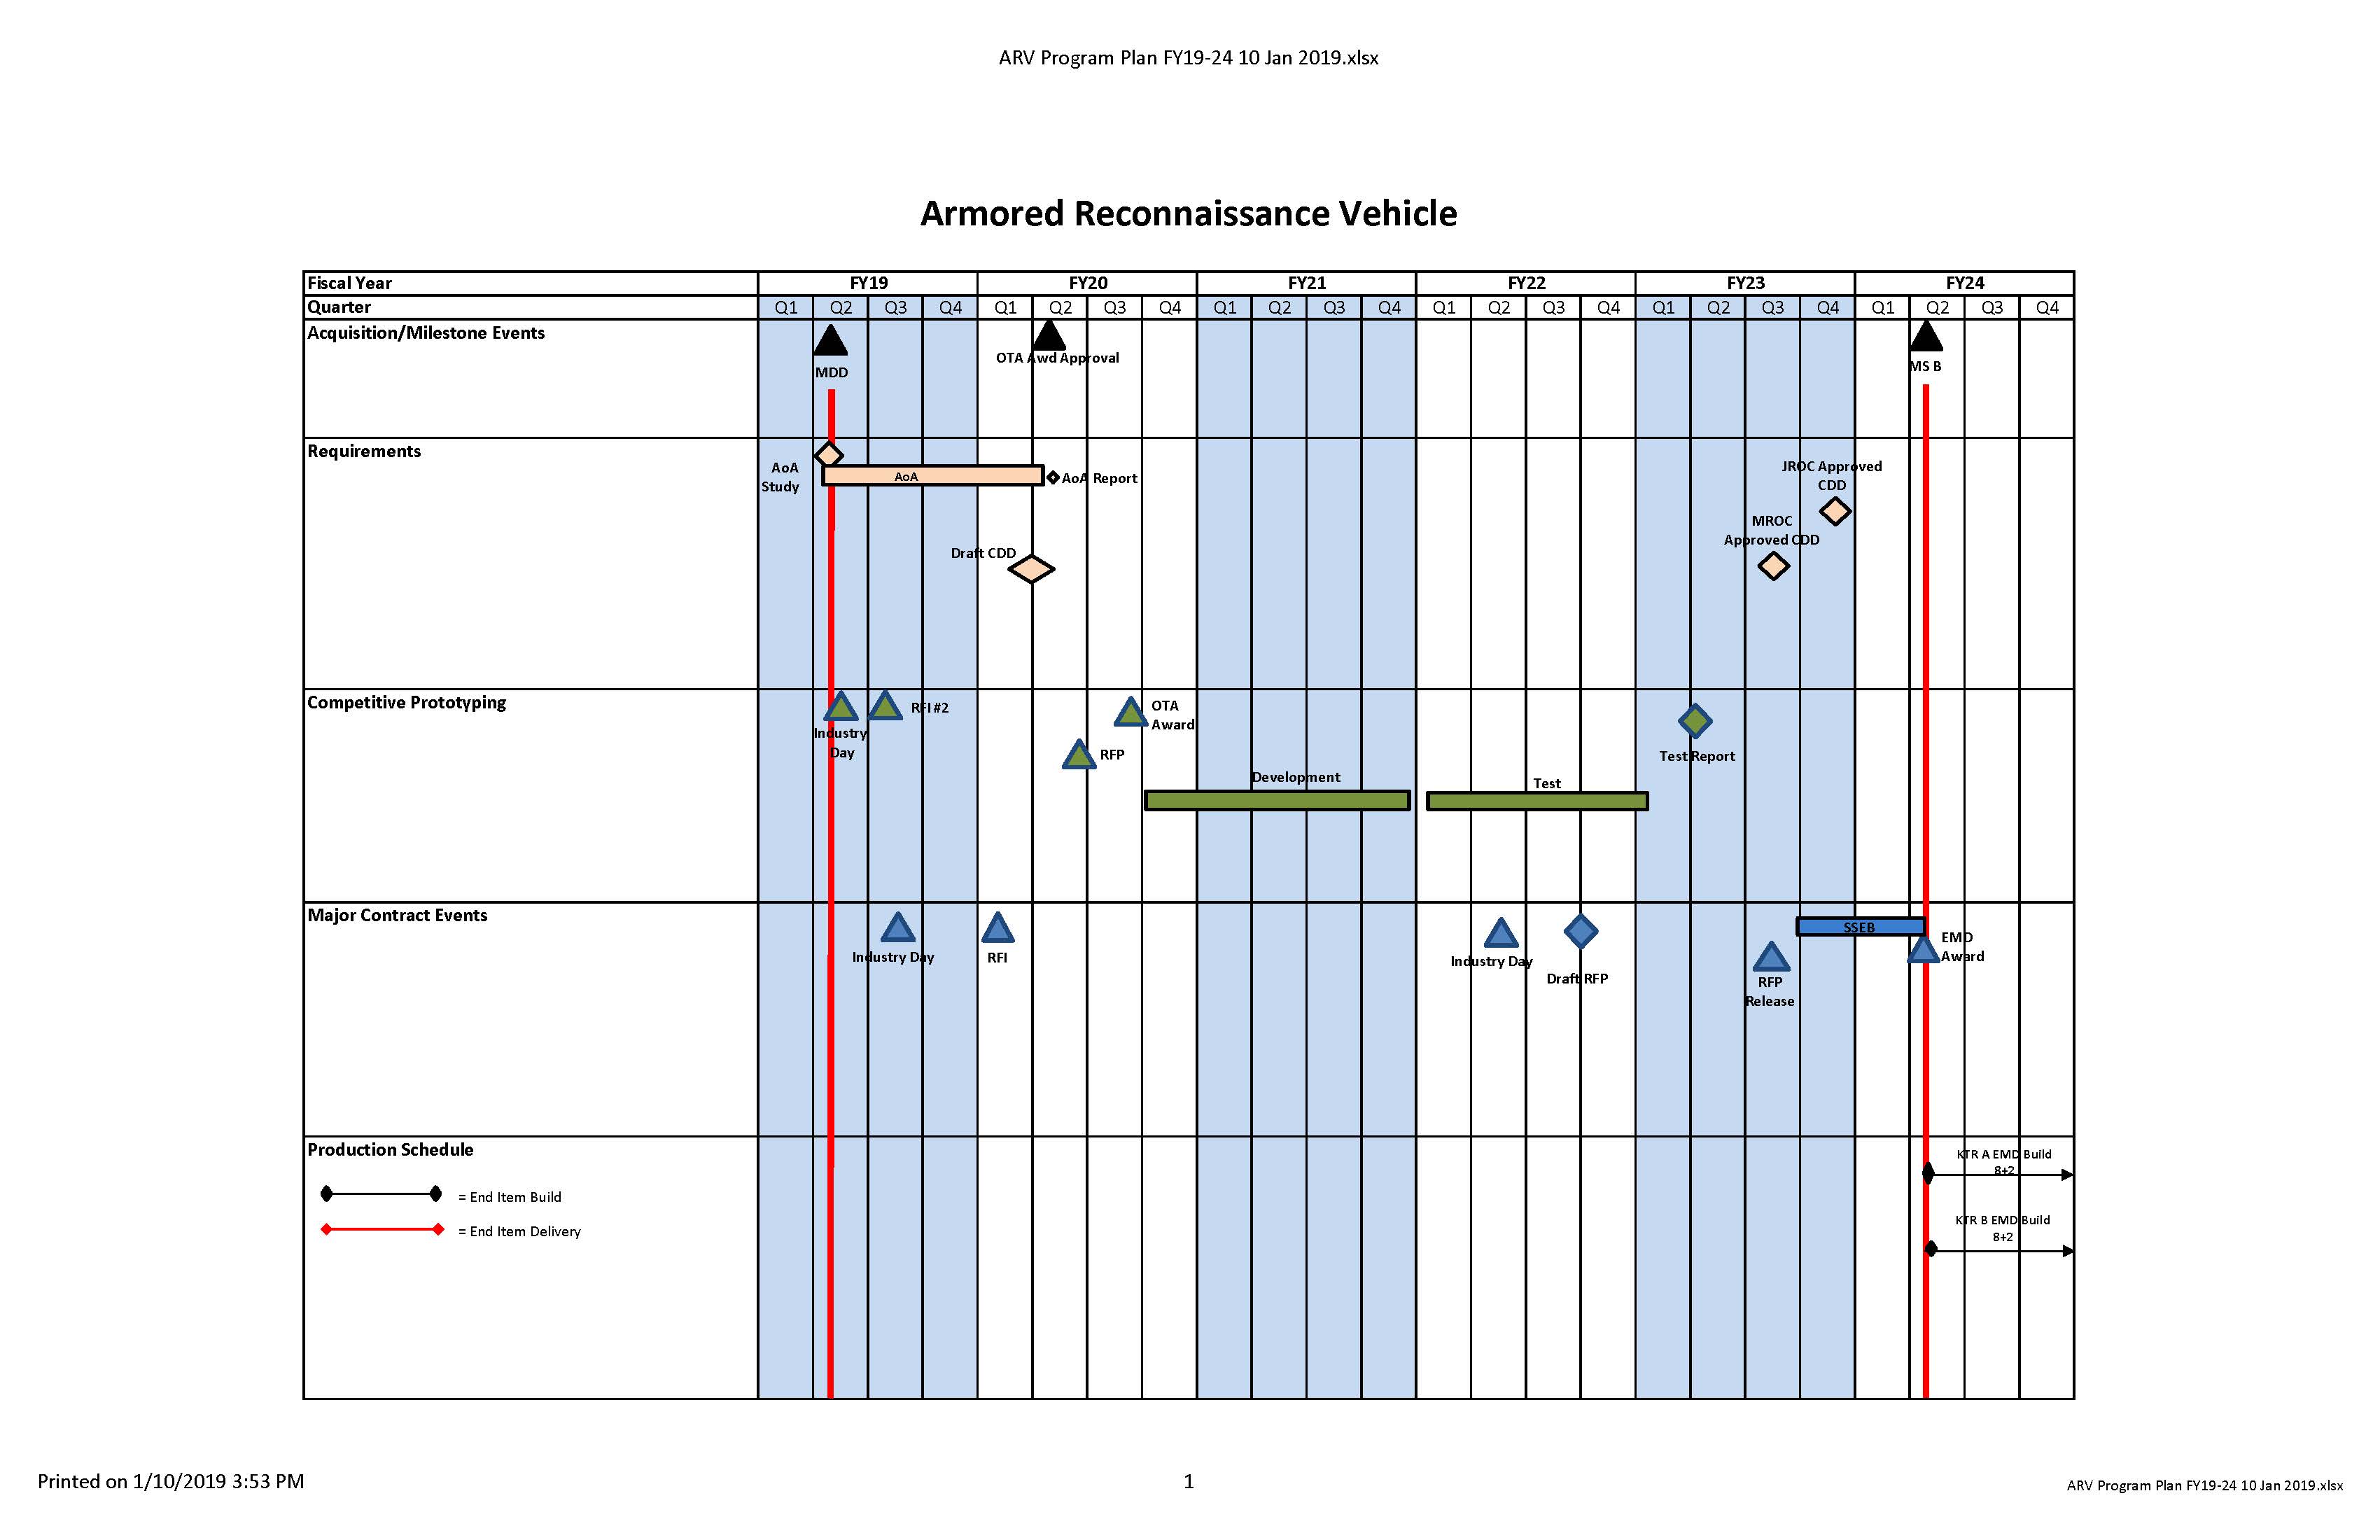 ARV Program Plan FY19-24 10 Jan 2019.xlsx
Armored Reconnaissance Vehicle
Fiscal Year FY19 FY20 FY21 FY22 FY23 FY24
Quarter Q1 Q2 Q3 Q4 Q1 Q2 Q3 Q4 Q1 Q2 Q3 Q4 Q1 Q2 Q3 Q4 Q1 Q2 Q3 Q4 Q1 Q2 Q3 Q4
Acquisition/Milestone Events
MDD
OTA Awd Approval
MS B
Requirements
AoA
Study
AoA
AoA Report
Draft CDD
JROC Approved
CDD
MROC
Approved CDD
Competitive Prototyping
Industry
Day
RFI #2
OTA
Award
RFP
Development
Test
Test Report
Major Contract Events
Industry Day
RFI
Industry Day
Draft RFP
RFP
Release
SSEB
EMD
Award
Production Schedule
= End Item Build
= End Item Delivery
KTR A EMD Build
8+2
KTR B EMD Build
8+2
Printed on 1/10/2019 3:53 PM
1
ARV Program Plan FY19-24 10 Jan 2019.xlsx